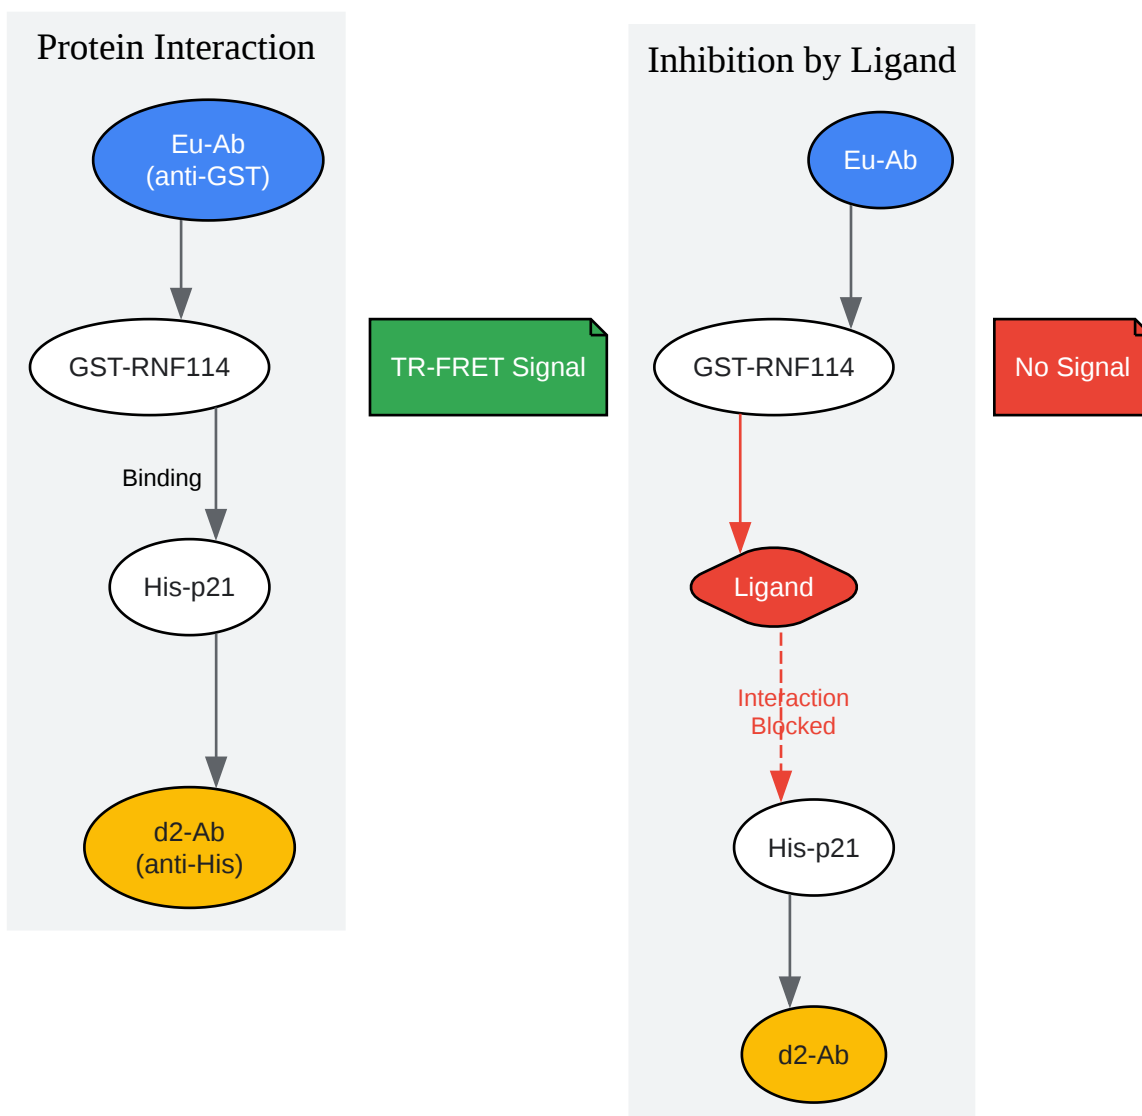 Protein Interaction
Eu-Ab
(anti-GST)
GST-RNF114
Binding
His-p21
d2-Ab
(anti-His)
TR-FRET Signal
Inhibition by Ligand
Eu-Ab
GST-RNF114
Ligand
Interaction
Blocked
His-p21
d2-Ab
No Signal